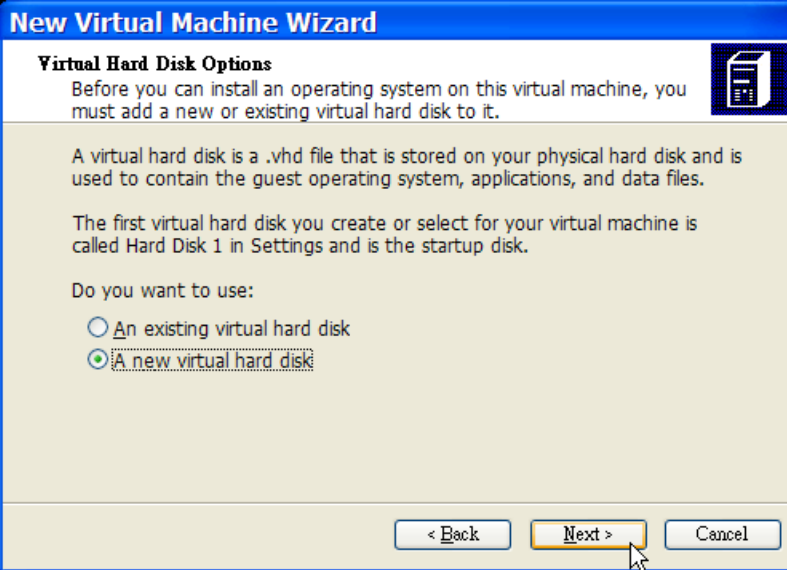 New Virtual Machine Wizard
Virtual Hard Disk Options
Before you can install an operating system on this virtual machine, you
must add a new or existing virtual hard disk to it.
A virtual hard disk is a .vhd file that is stored on your physical hard disk and is
used to contain the guest operating system, applications, and data files.
The first virtual hard disk you create or select for your virtual machine is
called Hard Disk 1 in Settings and is the startup disk.
Do you want to use:
An existing virtual hard disk
A new virtual hard disk
< Back
Next >
Cancel